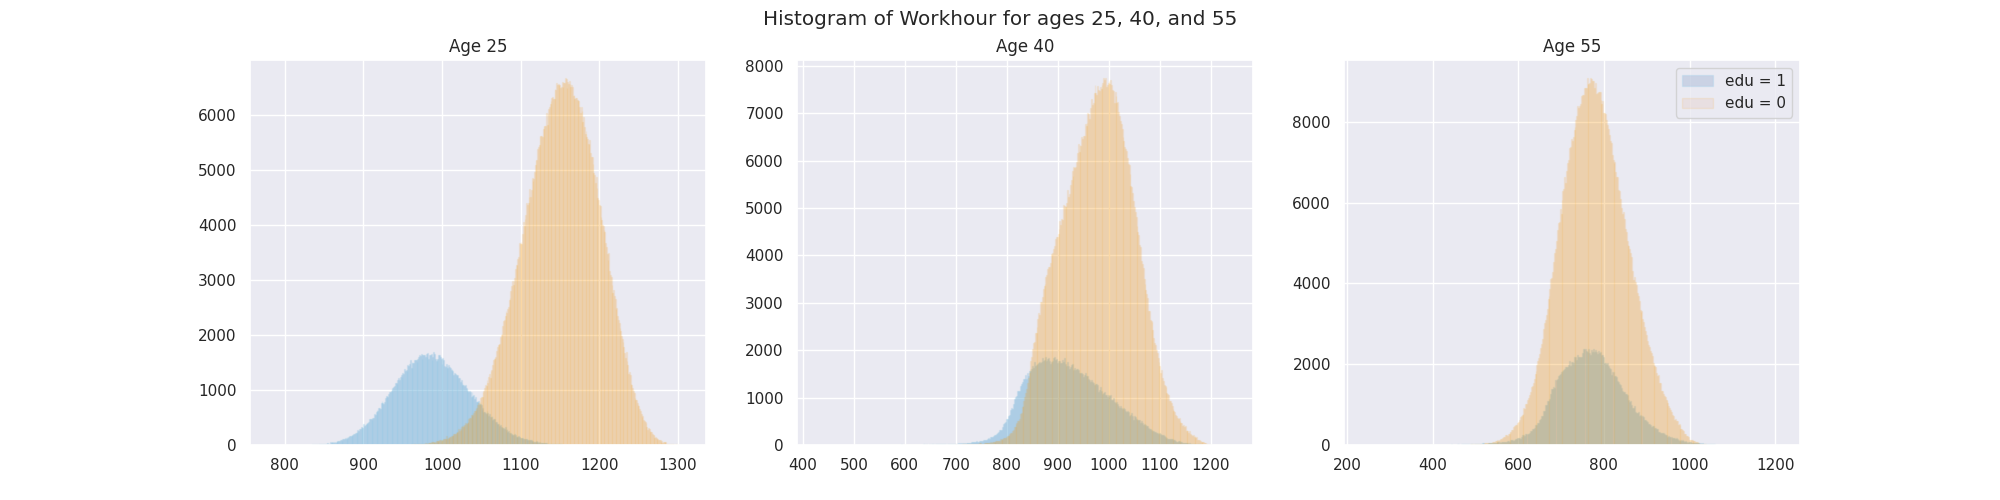 Histogram of Workhour for ages 25, 40, and 55
Age 25
6000
5000
4000
3000
2000
1000
0
800 900 1000 1100 1200 1300
Age 40
8000
7000
6000
5000
4000
3000
2000
1000
0
400 500 600 700 800 900 1000 1100 1200
Age 55
edu = 1
edu = 0
8000
6000
4000
2000
0
200 400 600 800 1000 1200